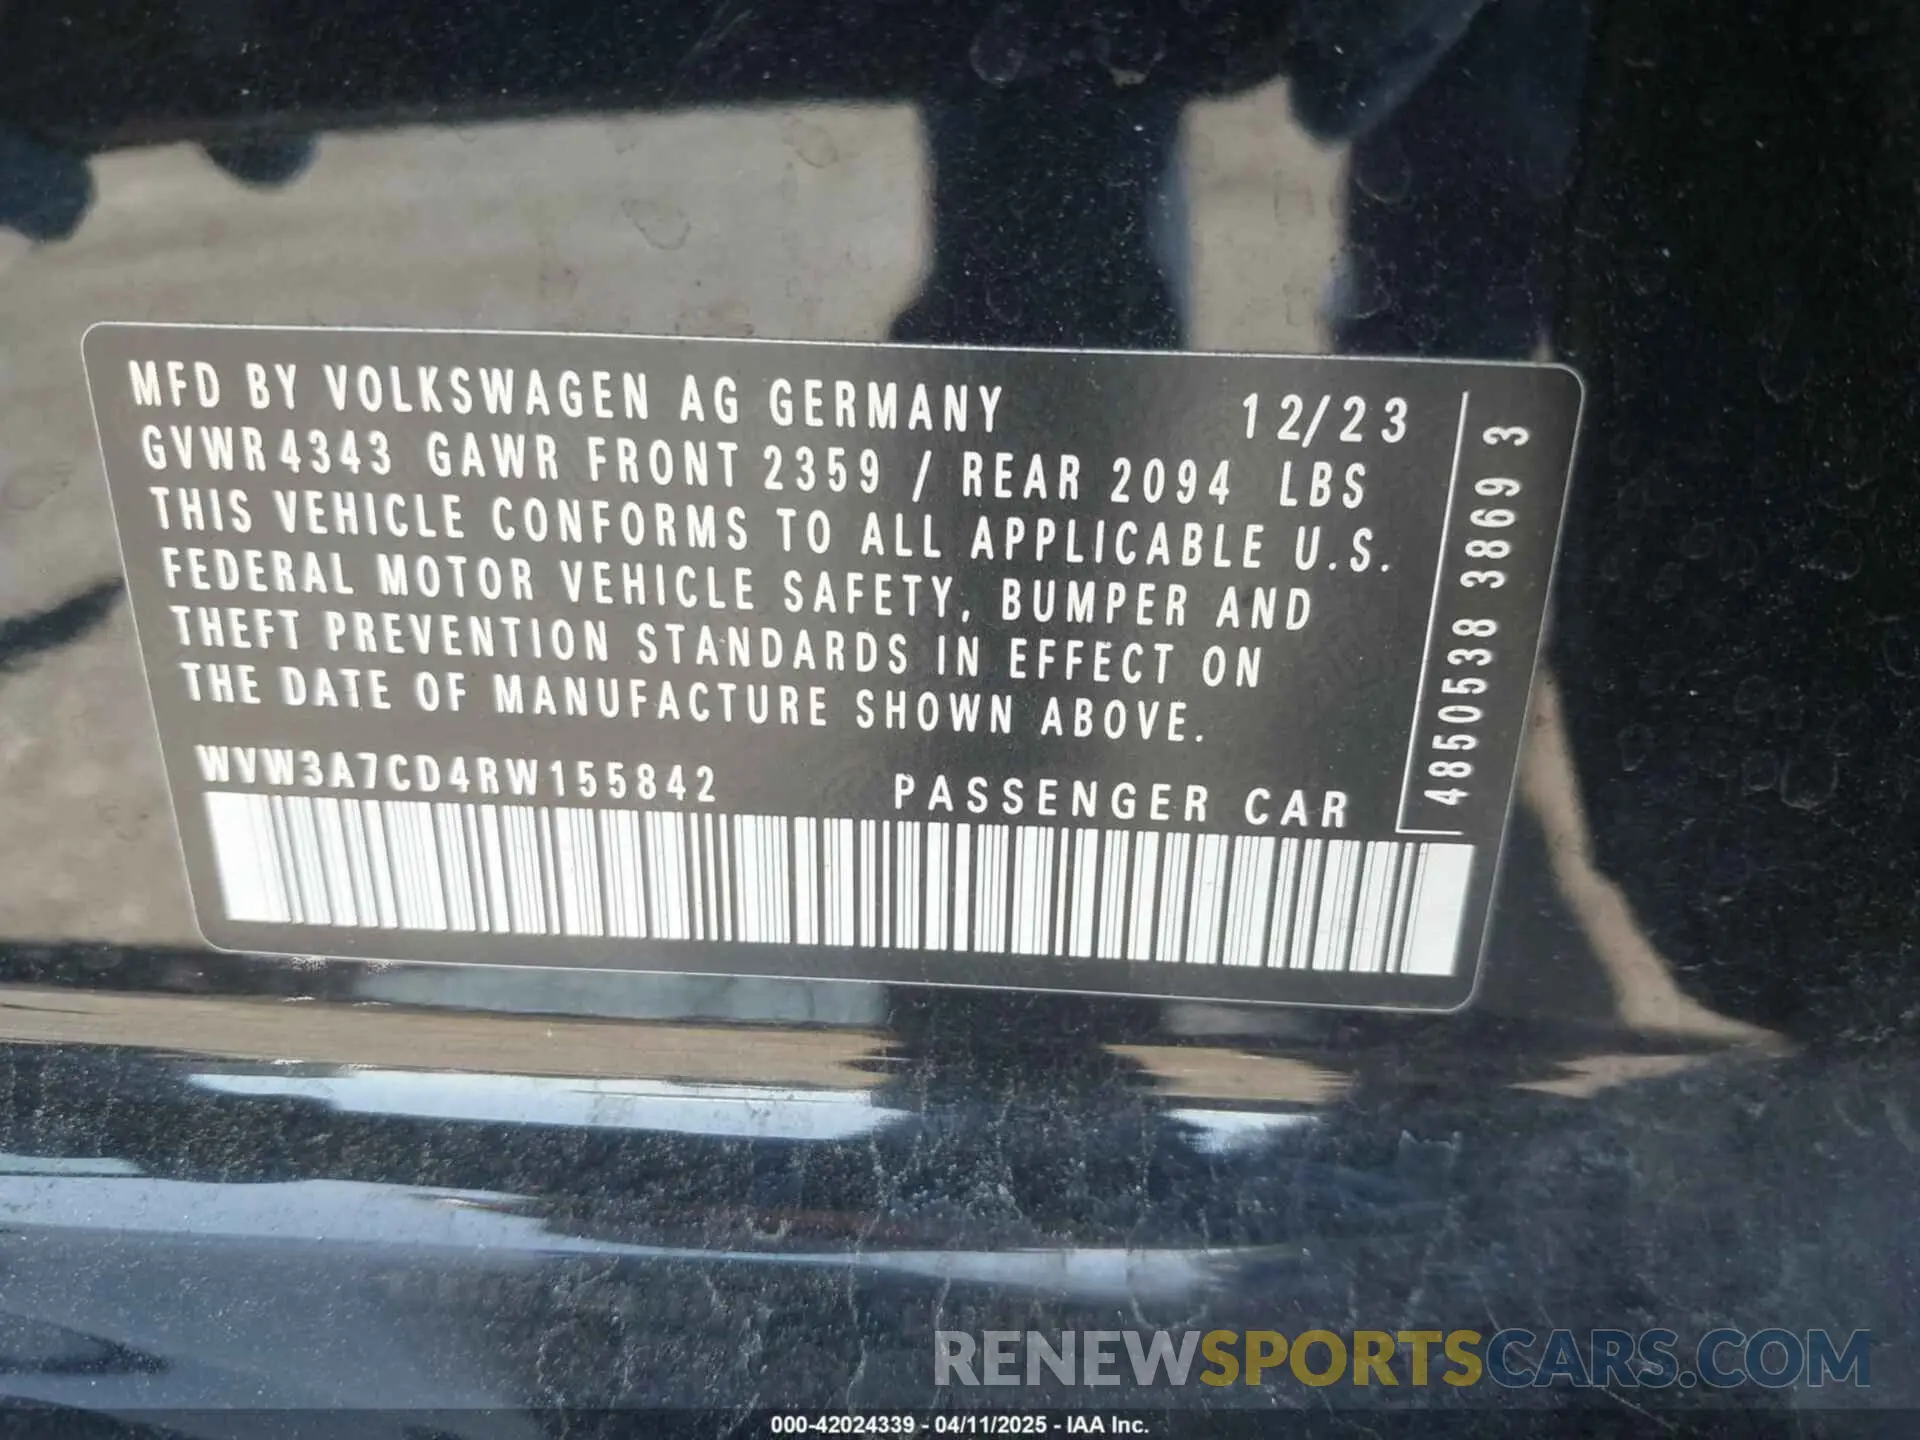 MFD BY VOLKSWAGEN AG GERMANY 12/23
GVWR 4343 GAWR FRONT 2359 / REAR 2094 LBS
THIS VEHICLE CONFORMS TO ALL APPLICABLE U.S.
FEDERAL MOTOR VEHICLE SAFETY, BUMPER AND
THEFT PREVENTION STANDARDS IN EFFECT ON
THE DATE OF MANUFACTURE SHOWN ABOVE.
WVW3A7CD4RW155842 PASSENGER CAR
4850538 3869 3
RENEWSPORTSCARS.COM
000-42024339 - 04/11/2025 - IAA Inc.